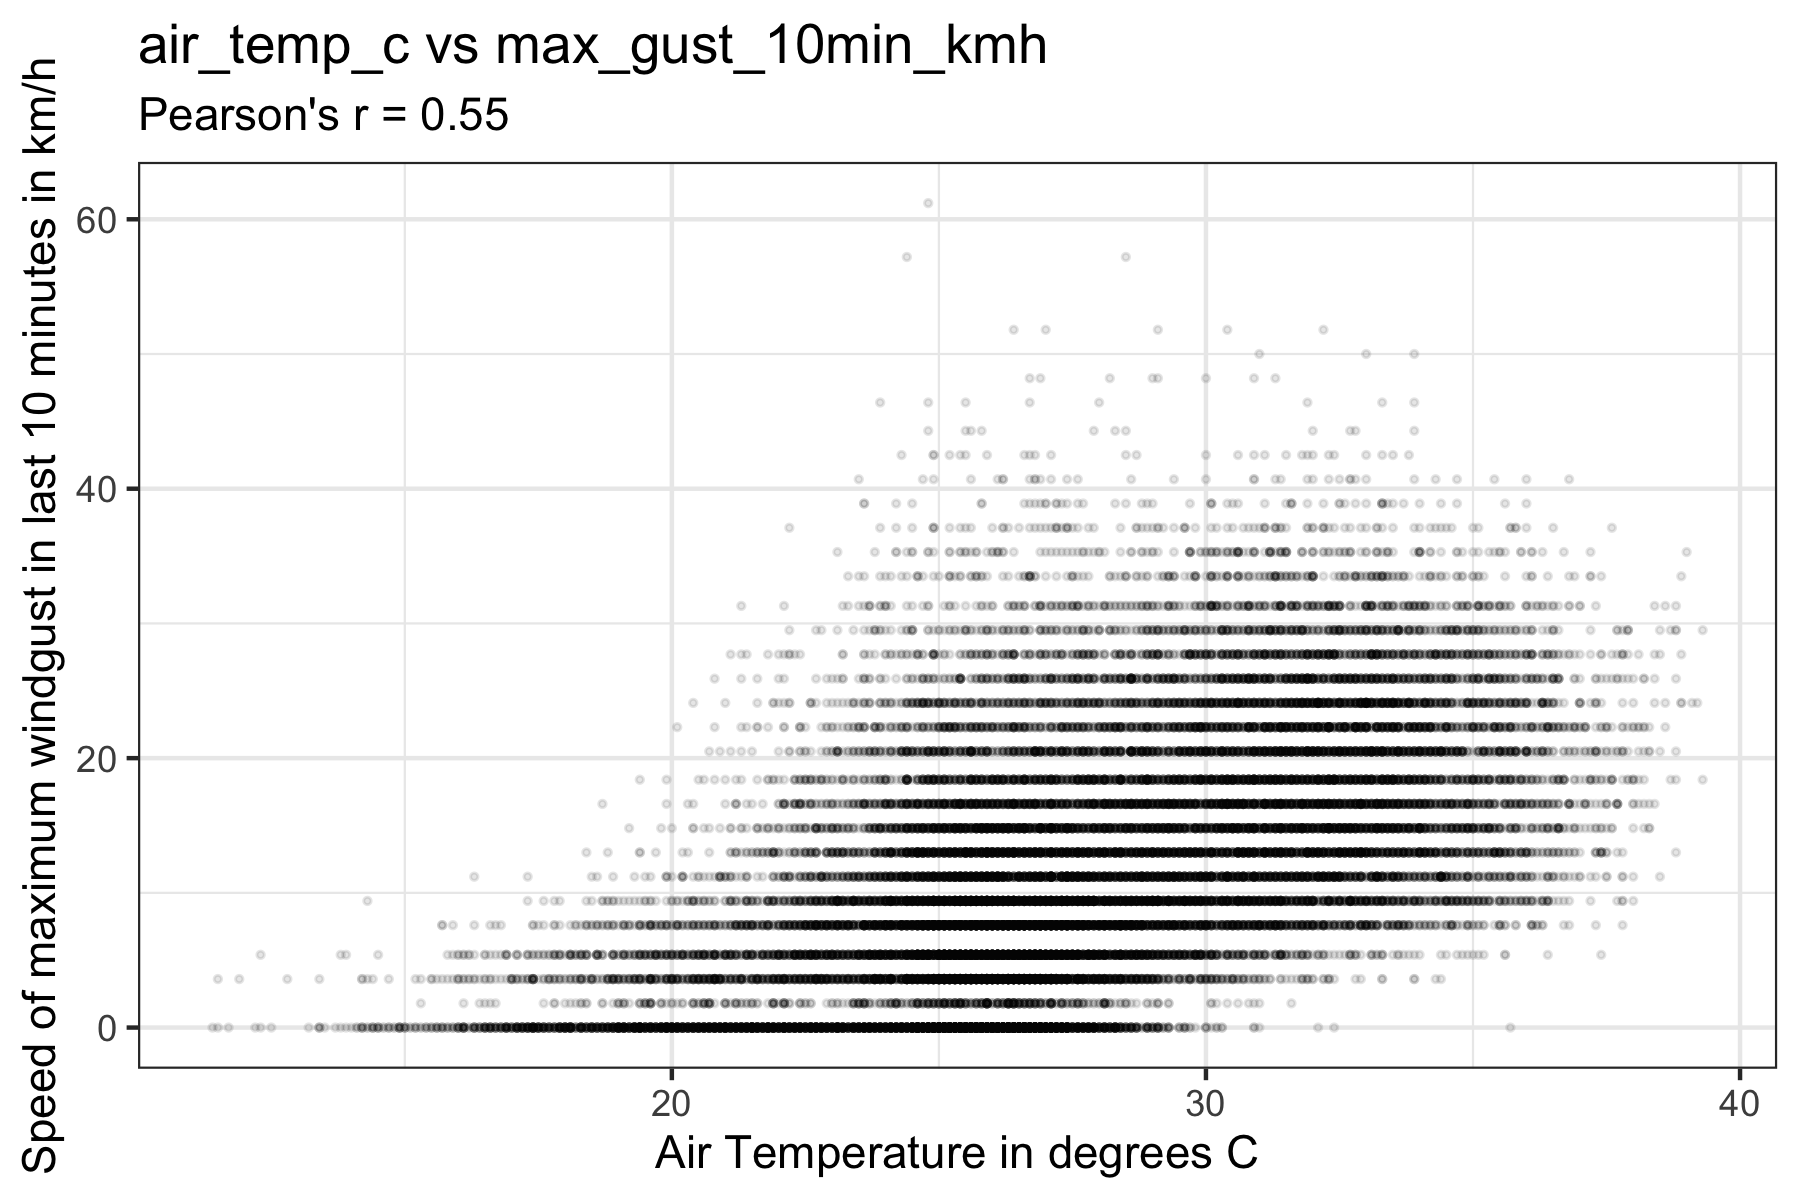 air_temp_c vs max_gust_10min_kmh
Pearson's r = 0.55
Speed of maximum windgust in last 10 minutes in km/h
60
40
20
0
20 30 40
Air Temperature in degrees C